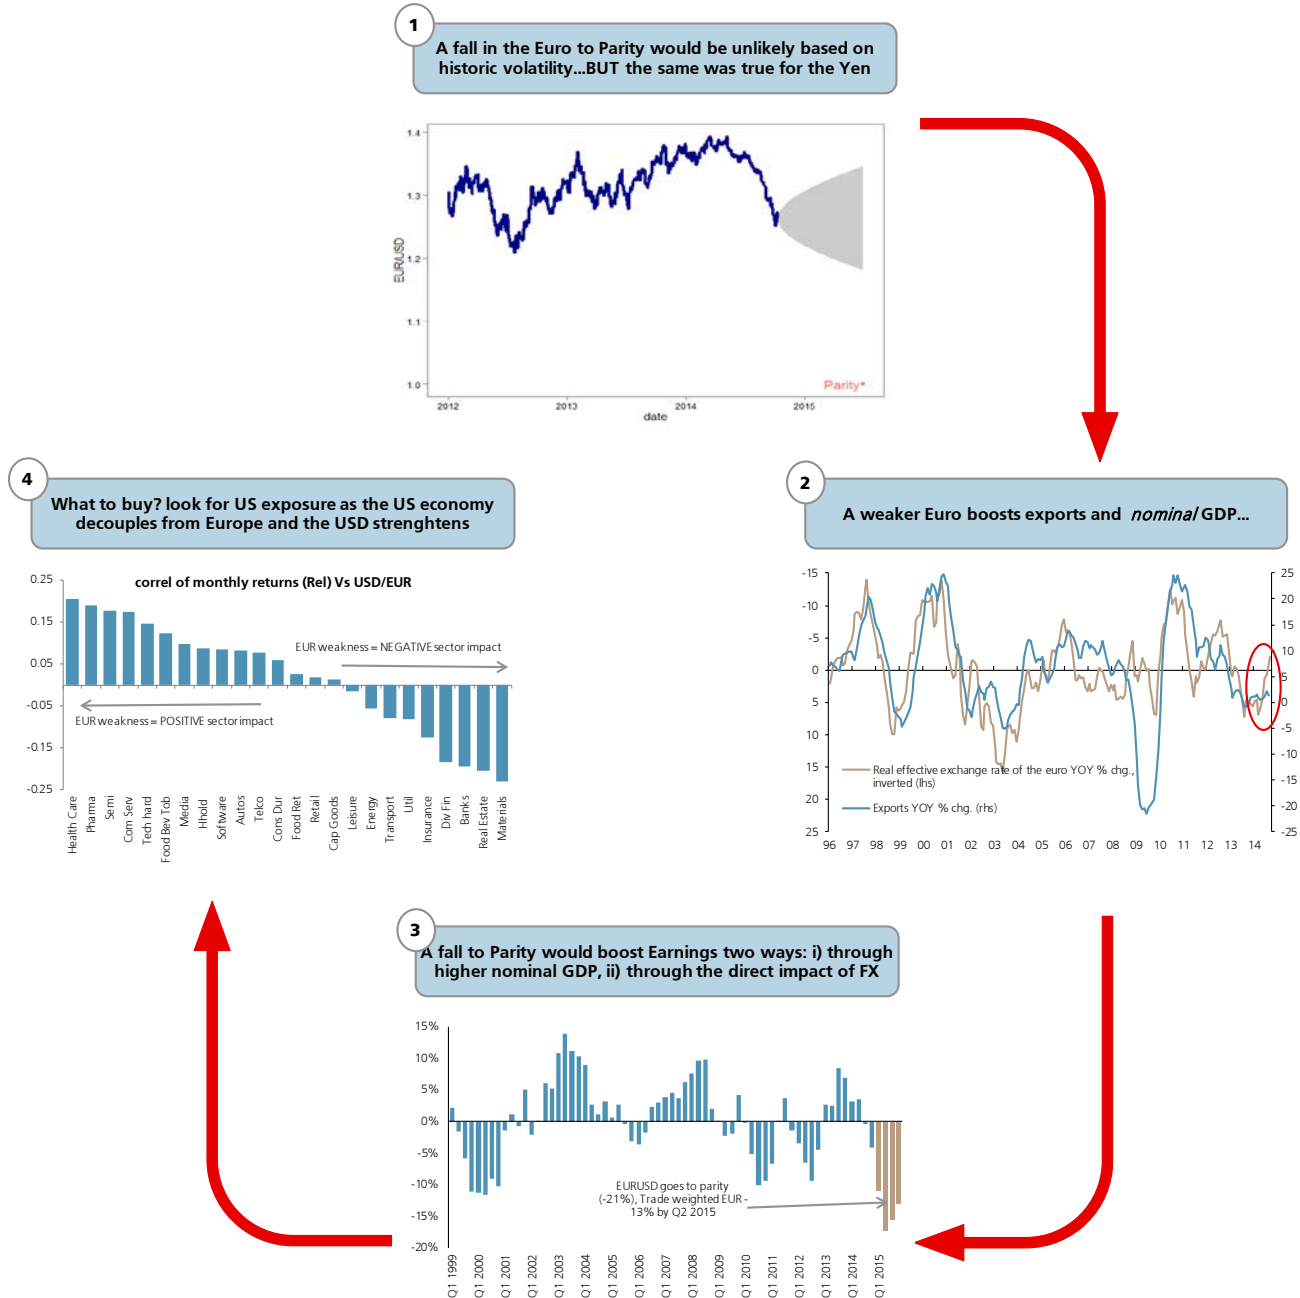 1
A fall in the Euro to Parity would be unlikely based on
historic volatility...BUT the same was true for the Yen
1.4
1.3
1.2
1.1
1.0
EUR/USD
Parity*
2012
2013
2014
2015
date
4
What to buy? look for US exposure as the US economy
decouples from Europe and the USD strenghtens
correl of monthly returns (Rel) Vs USD/EUR
0.25
0.15
0.05
-0.05
-0.15
-0.25
EUR weakness = NEGATIVE sector impact
EUR weakness = POSITIVE sector impact
Health Care
Pharma
Semi
Com Serv
Tech hard
Food Bev Tob
Media
Hhold
Software
Autos
Telco
Cons Dur
Food Ret
Retail
Cap Goods
Leisure
Energy
Transport
Util
Insurance
Div Fin
Banks
Real Estate
Materials
2
A weaker Euro boosts exports and nominal GDP...
-15
-10
-5
0
5
10
15
20
25
25
20
15
10
5
0
-5
-10
-15
-20
-25
Real effective exchange rate of the euro YOY % chg.,
inverted (lhs)
Exports YOY % chg. (rhs)
96 97 98 99 00 01 02 03 04 05 06 07 08 09 10 11 12 13 14
3
A fall to Parity would boost Earnings two ways: i) through
higher nominal GDP, ii) through the direct impact of FX
15%
10%
5%
0%
-5%
-10%
-15%
-20%
EURUSD goes to parity
(-21%), Trade weighted EUR -
13% by Q2 2015
Q1 1999
Q1 2000
Q1 2001
Q1 2002
Q1 2003
Q1 2004
Q1 2005
Q1 2006
Q1 2007
Q1 2008
Q1 2009
Q1 2010
Q1 2011
Q1 2012
Q1 2013
Q1 2014
Q1 2015